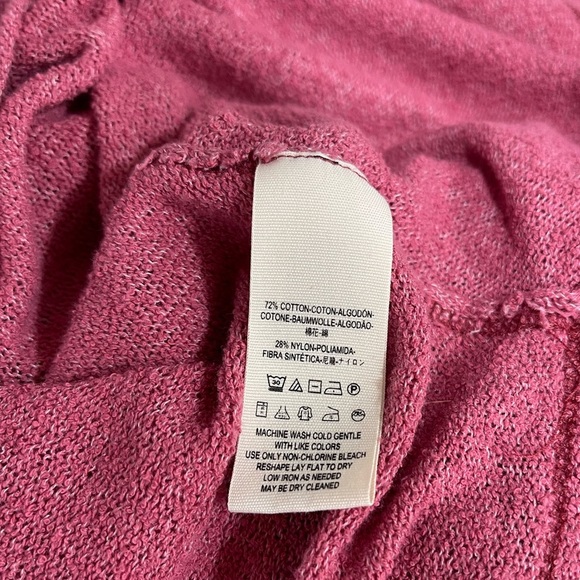 72% COTTON-COTON-ALGODÓN-
COTONE-BAUMWOLLE-ALGODÃO-
棉花-綿
28% NYLON-POLIAMIDA-
FIBRA SINTÉTICA-尼龍-ナイロン
30 P
MACHINE WASH COLD GENTLE
WITH LIKE COLORS
USE ONLY NON-CHLORINE BLEACH
RESHAPE LAY FLAT TO DRY
LOW IRON AS NEEDED
MAY BE DRY CLEANED